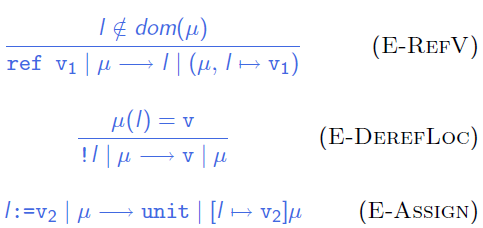 l ∉ dom(μ)
ref v₁ | μ ⟶ l | (μ, l ↦ v₁) (E-RefV)
μ(l) = v
!l | μ ⟶ v | μ (E-DerefLoc)
l:=v₂ | μ ⟶ unit | [l ↦ v₂]μ (E-Assign)